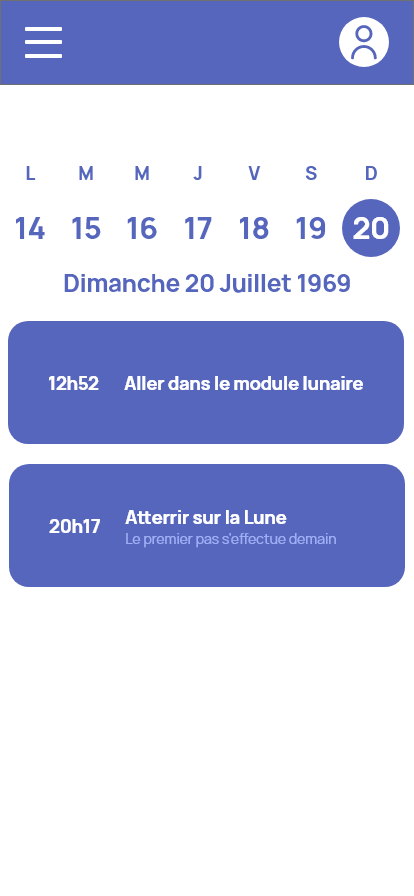 L M M J V S D
14 15 16 17 18 19 20
Dimanche 20 Juillet 1969
12h52 Aller dans le module lunaire
20h17 Atterrir sur la Lune
Le premier pas s'effectue demain